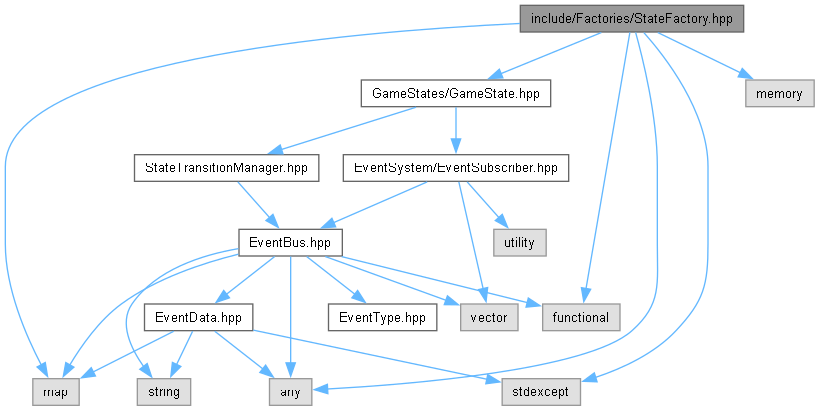 include/Factories/StateFactory.hpp
GameStates/GameState.hpp
memory
StateTransitionManager.hpp
EventSystem/EventSubscriber.hpp
EventBus.hpp
utility
EventData.hpp
EventType.hpp
vector
functional
map
string
any
stdexcept